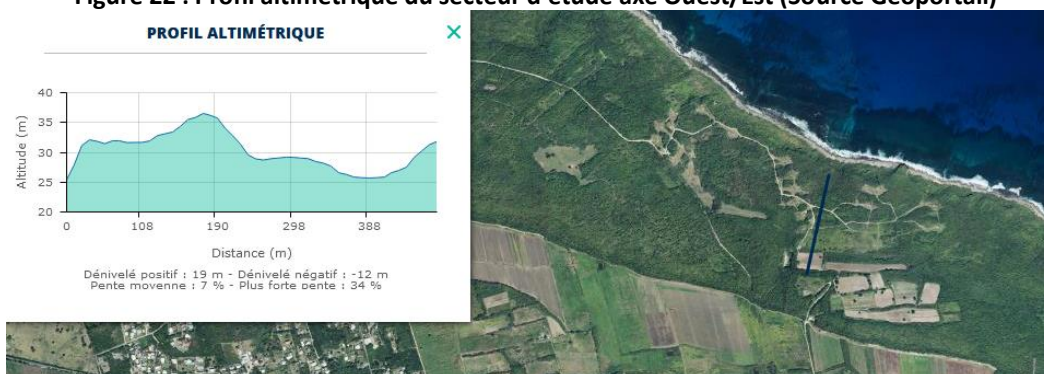 Figure 22 : Profil altimétrique du secteur d'étude axe Ouest/Est (Source Géoportail)
PROFIL ALTIMÉTRIQUE
×
Altitude (m)
40
35
30
25
20
0 108 190 298 388
Distance (m)
Dénivelé positif : 19 m - Dénivelé négatif : -12 m
Pente moyenne : 7 % - Plus forte pente : 34 %